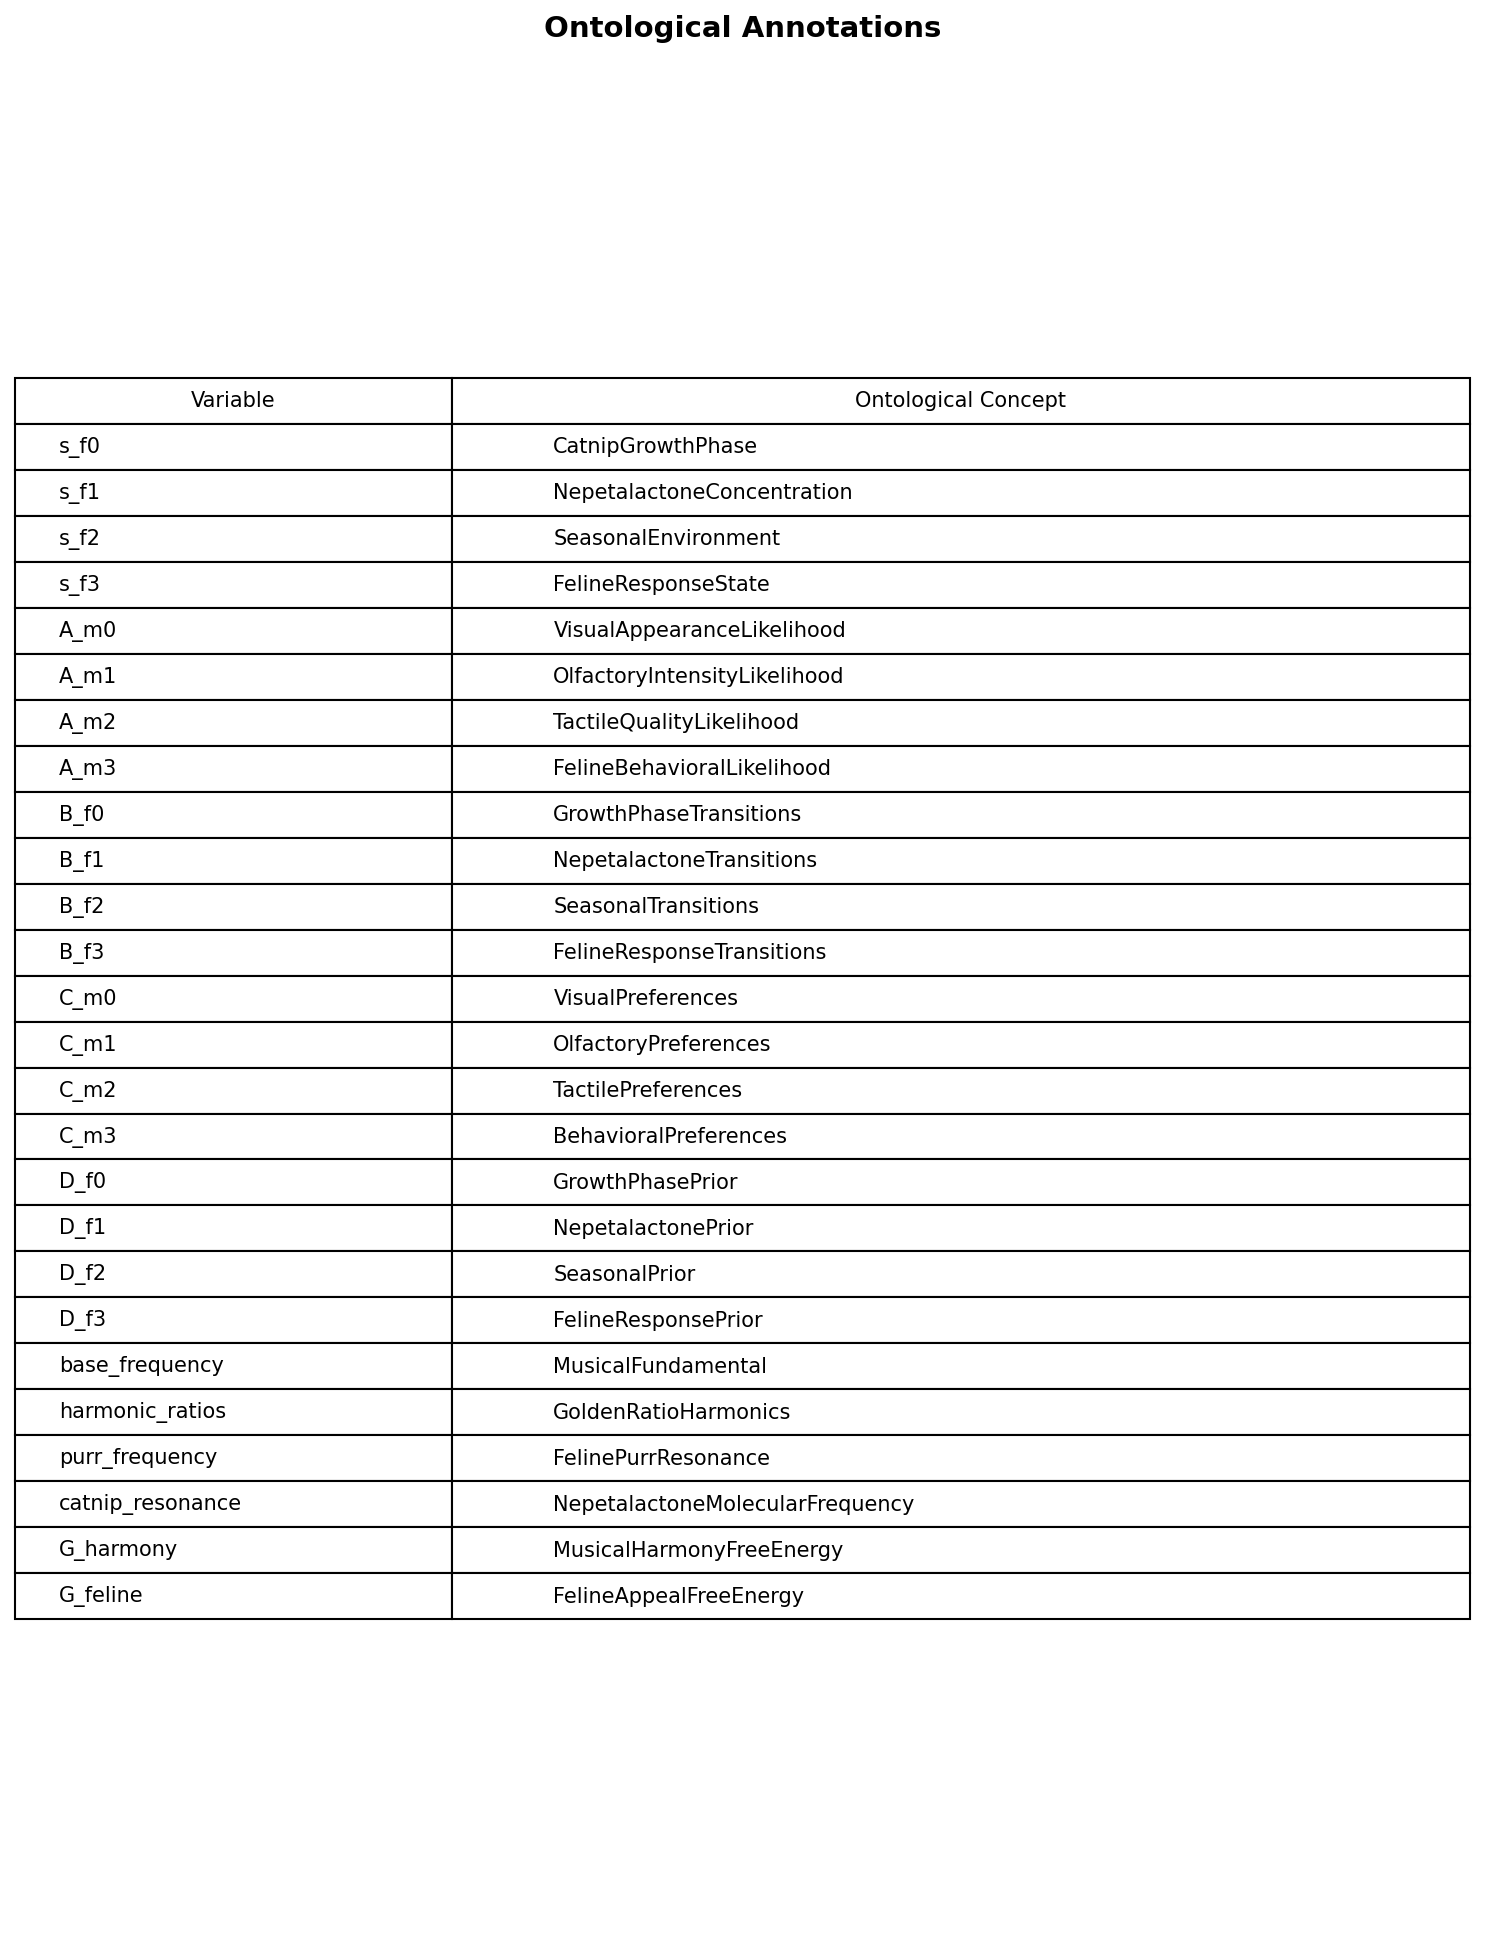 Ontological Annotations
Variable Ontological Concept
s_f0 CatnipGrowthPhase
s_f1 NepetalactoneConcentration
s_f2 SeasonalEnvironment
s_f3 FelineResponseState
A_m0 VisualAppearanceLikelihood
A_m1 OlfactoryIntensityLikelihood
A_m2 TactileQualityLikelihood
A_m3 FelineBehavioralLikelihood
B_f0 GrowthPhaseTransitions
B_f1 NepetalactoneTransitions
B_f2 SeasonalTransitions
B_f3 FelineResponseTransitions
C_m0 VisualPreferences
C_m1 OlfactoryPreferences
C_m2 TactilePreferences
C_m3 BehavioralPreferences
D_f0 GrowthPhasePrior
D_f1 NepetalactonePrior
D_f2 SeasonalPrior
D_f3 FelineResponsePrior
base_frequency MusicalFundamental
harmonic_ratios GoldenRatioHarmonics
purr_frequency FelinePurrResonance
catnip_resonance NepetalactoneMolecularFrequency
G_harmony MusicalHarmonyFreeEnergy
G_feline FelineAppealFreeEnergy